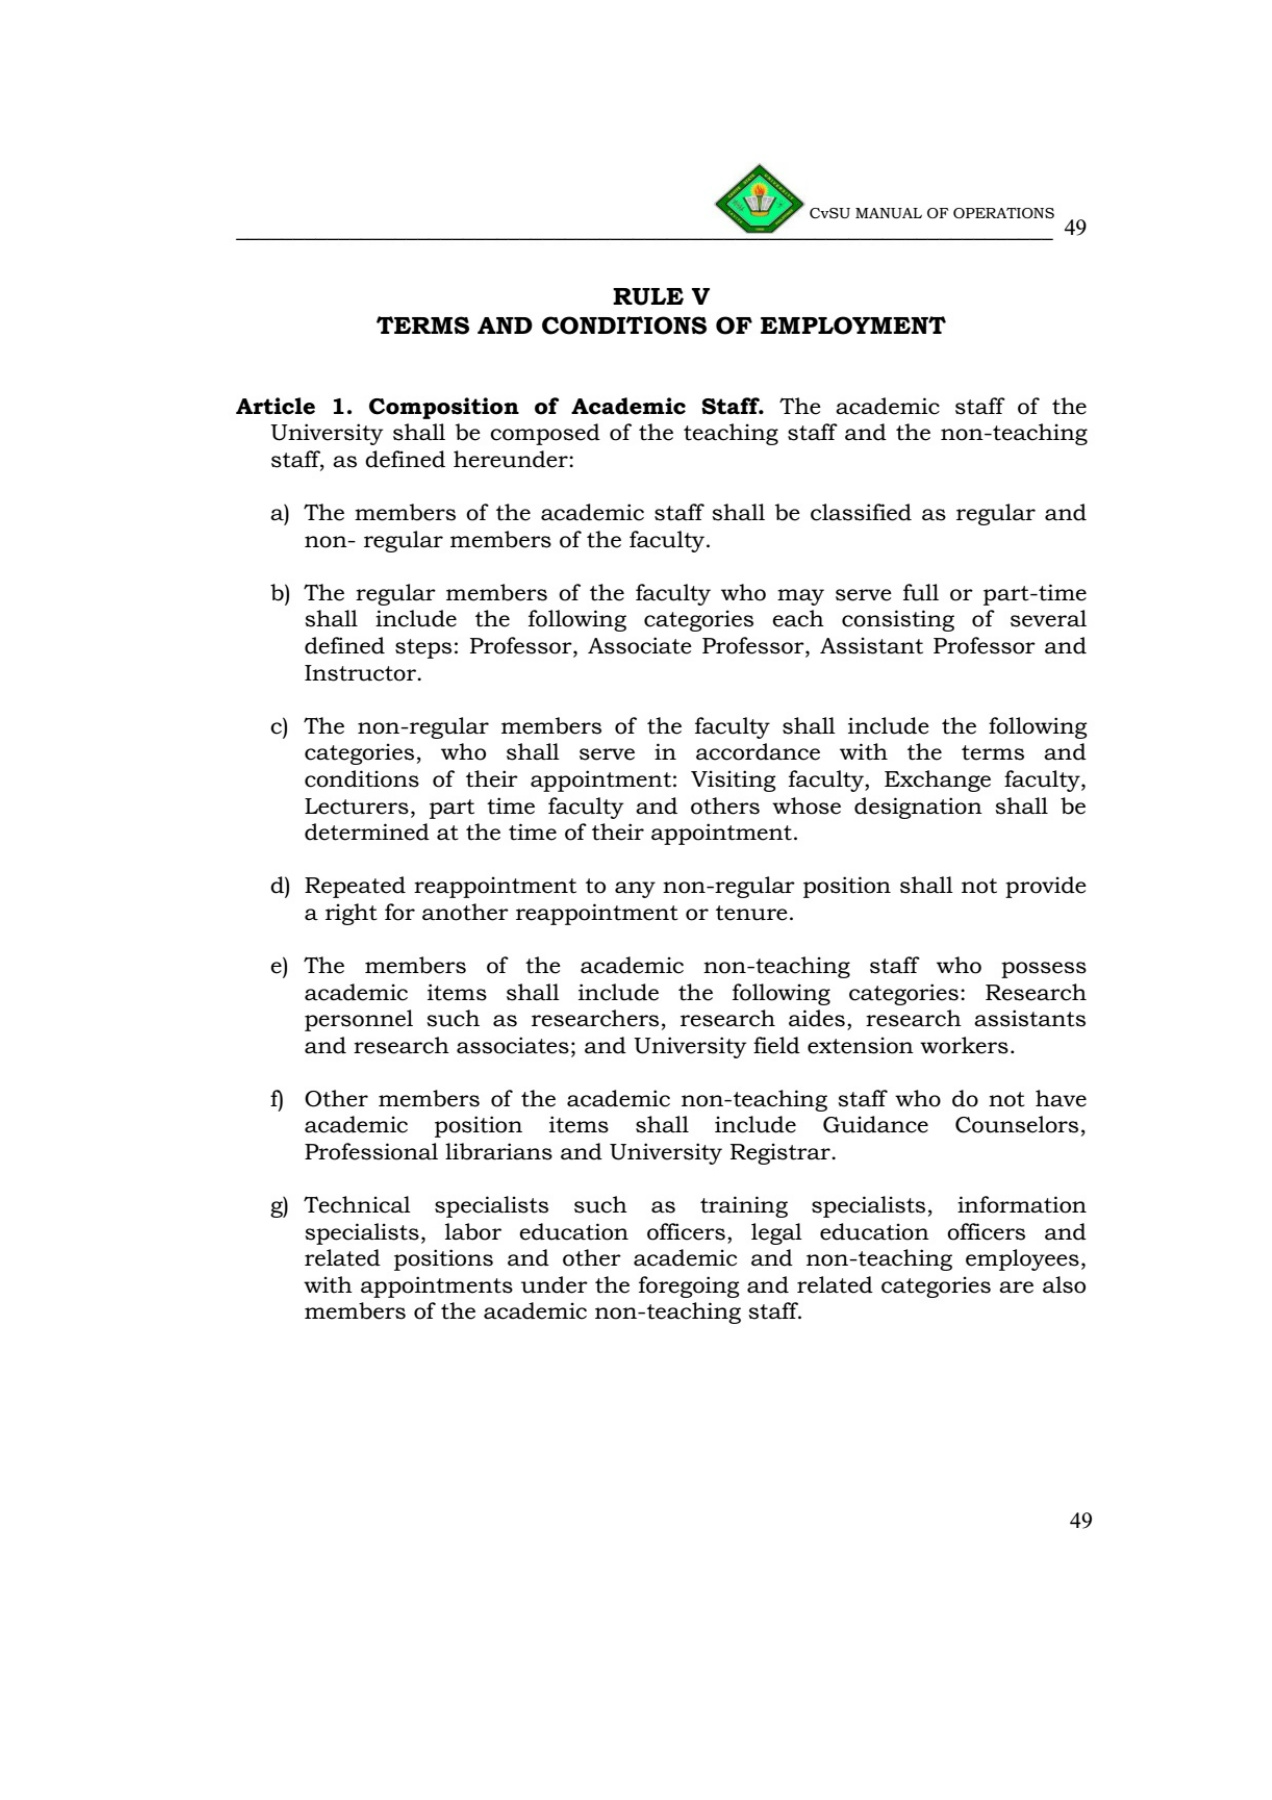 CvSU MANUAL OF OPERATIONS
49
RULE V
TERMS AND CONDITIONS OF EMPLOYMENT
Article 1. Composition of Academic Staff. The academic staff of the
University shall be composed of the teaching staff and the non-teaching
staff, as defined hereunder:
a) The members of the academic staff shall be classified as regular and
non- regular members of the faculty.
b) The regular members of the faculty who may serve full or part-time
shall include the following categories each consisting of several
defined steps: Professor, Associate Professor, Assistant Professor and
Instructor.
c) The non-regular members of the faculty shall include the following
categories, who shall serve in accordance with the terms and
conditions of their appointment: Visiting faculty, Exchange faculty,
Lecturers, part time faculty and others whose designation shall be
determined at the time of their appointment.
d) Repeated reappointment to any non-regular position shall not provide
a right for another reappointment or tenure.
e) The members of the academic non-teaching staff who possess
academic items shall include the following categories: Research
personnel such as researchers, research aides, research assistants
and research associates; and University field extension workers.
f) Other members of the academic non-teaching staff who do not have
academic position items shall include Guidance Counselors,
Professional librarians and University Registrar.
g) Technical specialists such as training specialists, information
specialists, labor education officers, legal education officers and
related positions and other academic and non-teaching employees,
with appointments under the foregoing and related categories are also
members of the academic non-teaching staff.
49